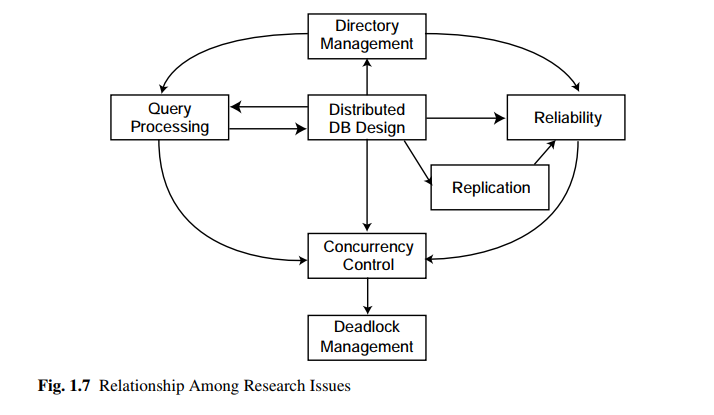 Directory
Management
Query
Processing
Distributed
DB Design
Reliability
Replication
Concurrency
Control
Deadlock
Management
Fig. 1.7 Relationship Among Research Issues